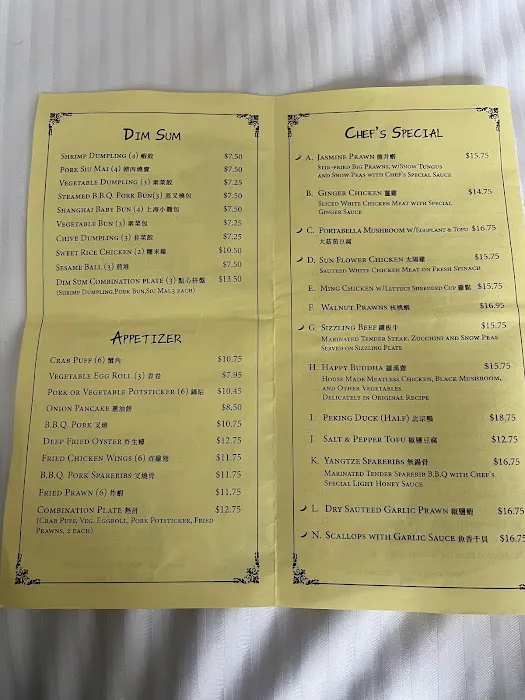 Dim Sum
Shrimp Dumpling (4) 蝦餃 $7.50
Pork Siu Mai (4) 豬肉燒賣 $7.50
Vegetable Dumpling (3) 素菜餃 $7.25
Steamed B.B.Q. Pork Bun(3) 蒸叉燒包 $7.50
Shanghai Baby Bun (4) 上海小籠包 $7.50
Vegetable Bun (3) 素菜包 $7.25
Chive Dumpling (3) 韭菜餃 $7.25
Sweet Rice Chicken (2) 糯米雞 $10.50
Sesame Ball (3) 煎堆 $7.50
Dim Sum Combination plate (3) 點心拼盤 $13.50
(Shrimp Dumpling,Pork Bun,Siu Mai.3 each)
Appetizer
Crab Puff (6) 蟹角 $10.75
Vegetable Egg Roll (3) 春卷 $7.95
Pork or Vegetable Potsticker (6) 鍋貼 $10.45
Onion Pancake 蔥油餅 $8.50
B.B.Q. Pork 叉燒 $10.75
Deep Fried Oyster 炸生蠔 $12.75
Fried Chicken Wings (6) 炸雞翅 $11.75
B.B.Q. Pork Spareribs 叉燒骨 $11.75
Fried Prawn (6) 炸蝦 $11.75
Combination Plate 熱拼 $12.75
(Crab Puff, Veg. Eggroll, Pork Potsticker, Fried
Prawns, 2 each)
Chef's Special
A. Jasmine Prawn 龍井蝦 $15.75
Stir-fried Big Prawns, w/Snow Tungus
and Snow Peas with Chef's Special Sauce
B. Ginger Chicken 薑雞 $14.75
Sliced White Chicken Meat with Special
Ginger Sauce
C. Portabella Mushroom w/Eggplant & Tofu $16.75
大菇茄豆腐
D. Sun Flower Chicken 太陽雞 $15.75
Sauteed White Chicken Meat on Fresh Spinach
E. Ming Chicken w/Lettuce Shredded Cup 雞鬆 $15.75
F. Walnut Prawns 核桃蝦 $16.95
G. Sizzling Beef 鐵板牛 $15.75
Marinated Tender Steak, Zucchini and Snow Peas
Served on Sizzling Plate
H. Happy Buddha 羅漢齋 $15.75
House Made Meatless Chicken, Black Mushroom,
and Other Vegetables
Delicately in Original Recipe
I. Peking Duck (Half) 北京鴨 $18.75
J. Salt & Pepper Tofu 椒鹽豆腐 $12.75
K. Yangtze Spareribs 無錫骨 $16.75
Marinated Tender Sparerib B.B.Q with Chef's
Special Light Honey Sauce
L. Dry Sauteed Garlic Prawn 椒鹽蝦 $16.75
N. Scallops with Garlic Sauce 魚香干貝 $16.75